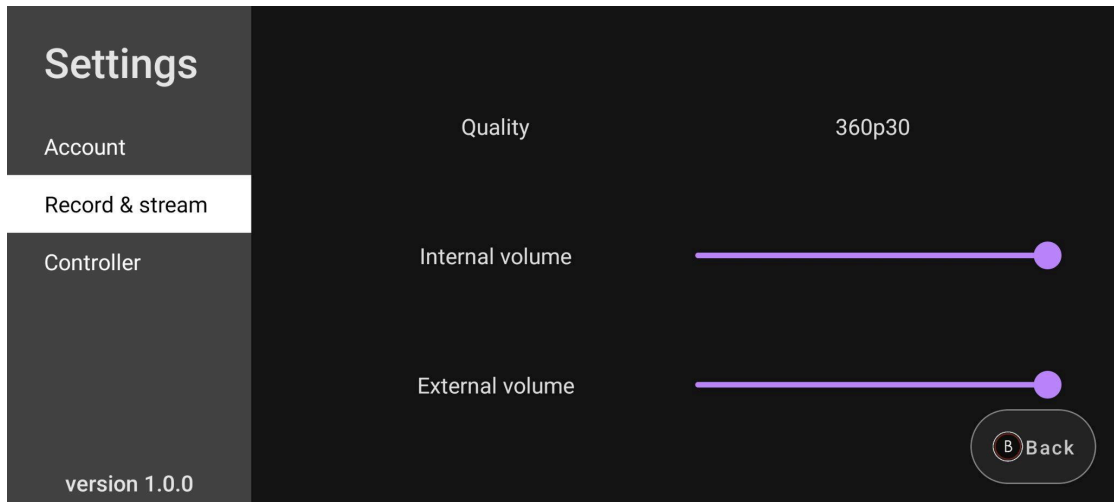 Settings
Account
Record & stream
Controller
version 1.0.0
Quality
360p30
Internal volume
External volume
B Back